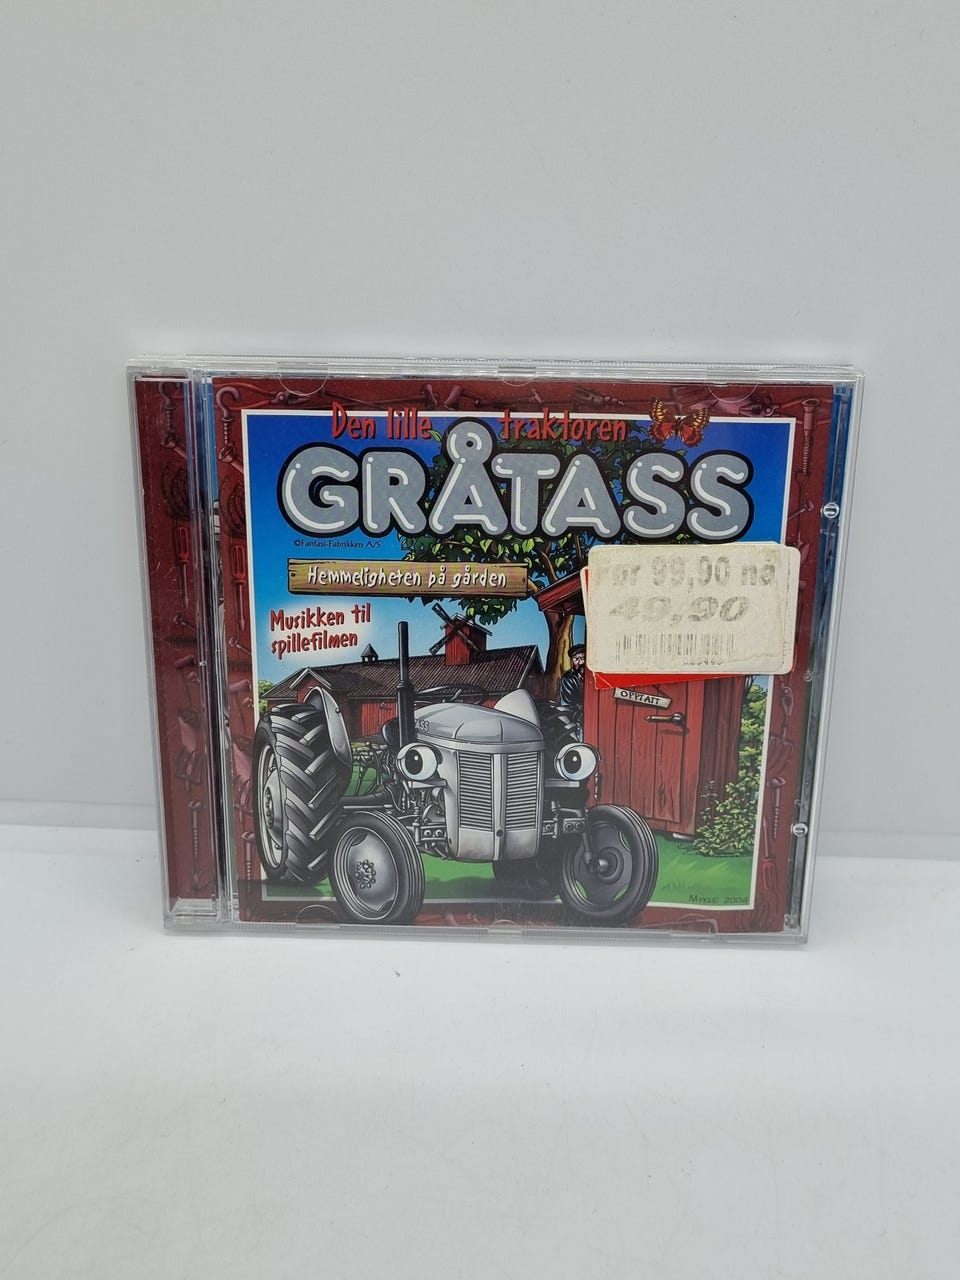 Den lille traktoren
GRÅTASS
©Fantasi-Fabrikken A/S
Hemmeligheten på gården
Musikken til
spillefilmen
Før 99,90 nå
49,90
OPPTATT
Mykle